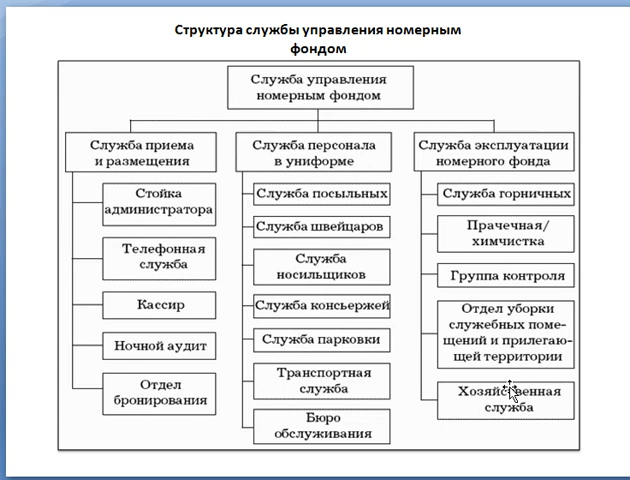 Структура службы управления номерным
фондом
Служба управления
номерным фондом
Служба приема
и размещения
Стойка
администратора
Телефонная
служба
Кассир
Ночной аудит
Отдел
бронирования
Служба персонала
в униформе
Служба посыльных
Служба швейцаров
Служба
носильщиков
Служба консьержей
Служба парковки
Транспортная
служба
Бюро
обслуживания
Служба эксплуатации
номерного фонда
Служба горничных
Прачечная/
химчистка
Группа контроля
Отдел уборки
служебных поме-
щений и прилегаю-
щей территории
Хозяйственная
служба